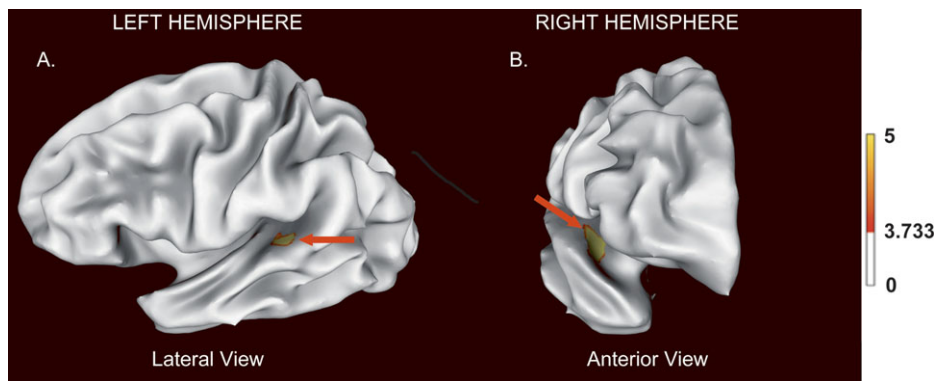 LEFT HEMISPHERE
RIGHT HEMISPHERE
A.
B.
5
3.733
0
Lateral View
Anterior View